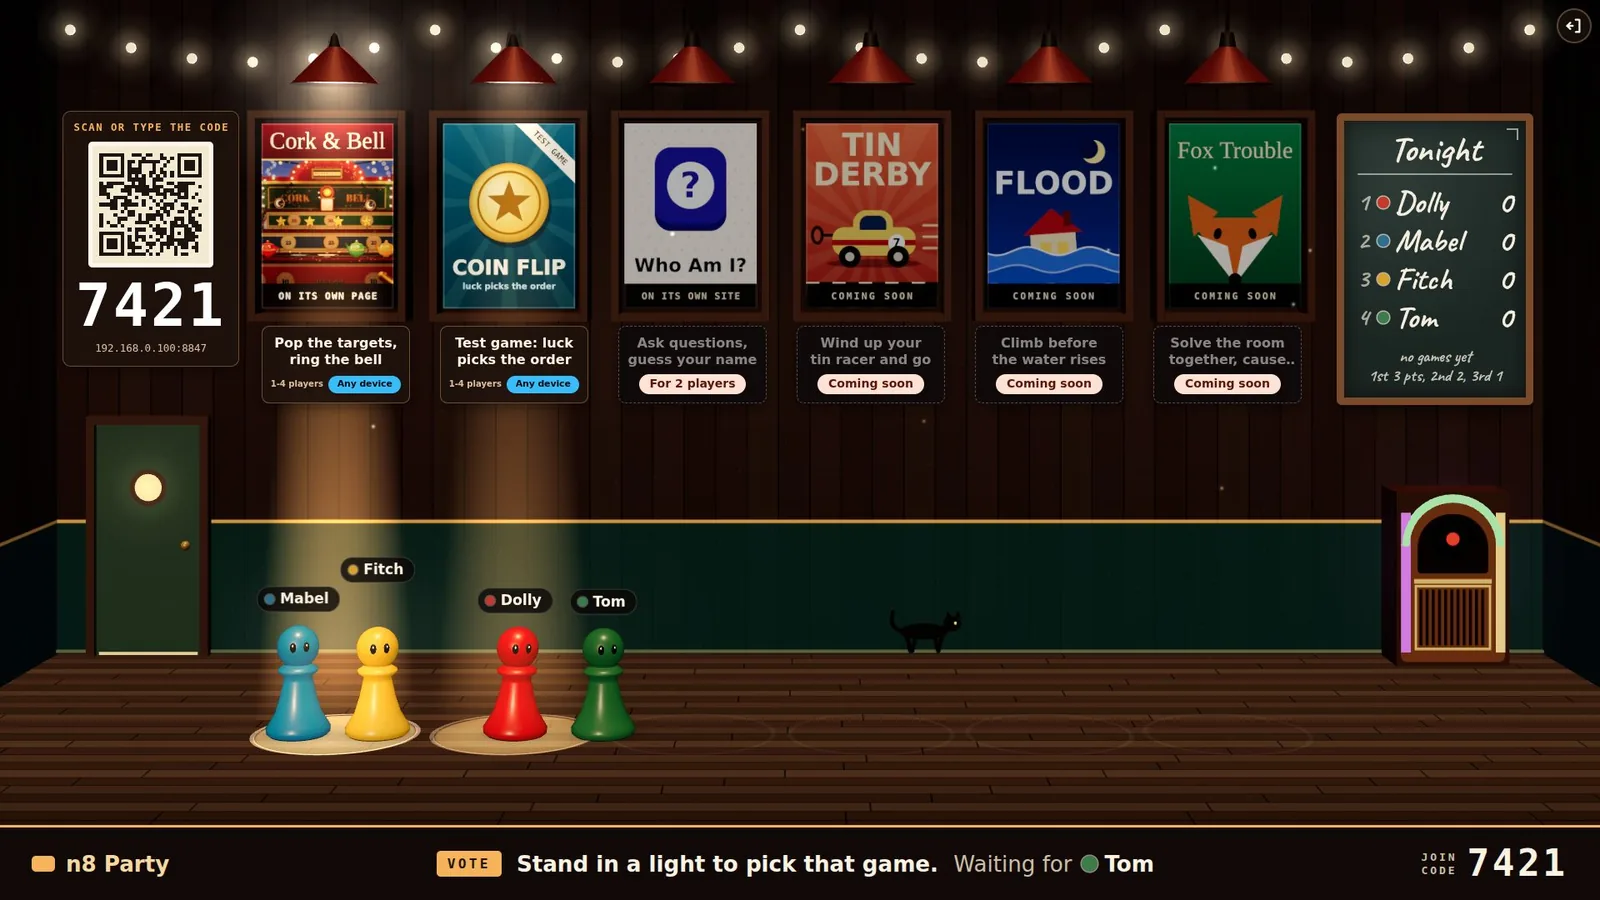 SCAN OR TYPE THE CODE
7421
192.168.0.100:8847
Cork & Bell
CORK BELL
ON ITS OWN PAGE
Pop the targets,
ring the bell
1-4 players Any device
TEST GAME
COIN FLIP
luck picks the order
Test game: luck
picks the order
1-4 players Any device
?
Who Am I?
ON ITS OWN SITE
Ask questions,
guess your name
For 2 players
TIN
DERBY
7
COMING SOON
Wind up your
tin racer and go
Coming soon
FLOOD
COMING SOON
Climb before
the water rises
Coming soon
Fox Trouble
COMING SOON
Solve the room
together, cause..
Coming soon
Tonight
1 Dolly 0
2 Mabel 0
3 Fitch 0
4 Tom 0
no games yet
1st 3 pts, 2nd 2, 3rd 1
Fitch
Mabel
Dolly
Tom
n8 Party
VOTE Stand in a light to pick that game. Waiting for Tom
JOIN
CODE 7421